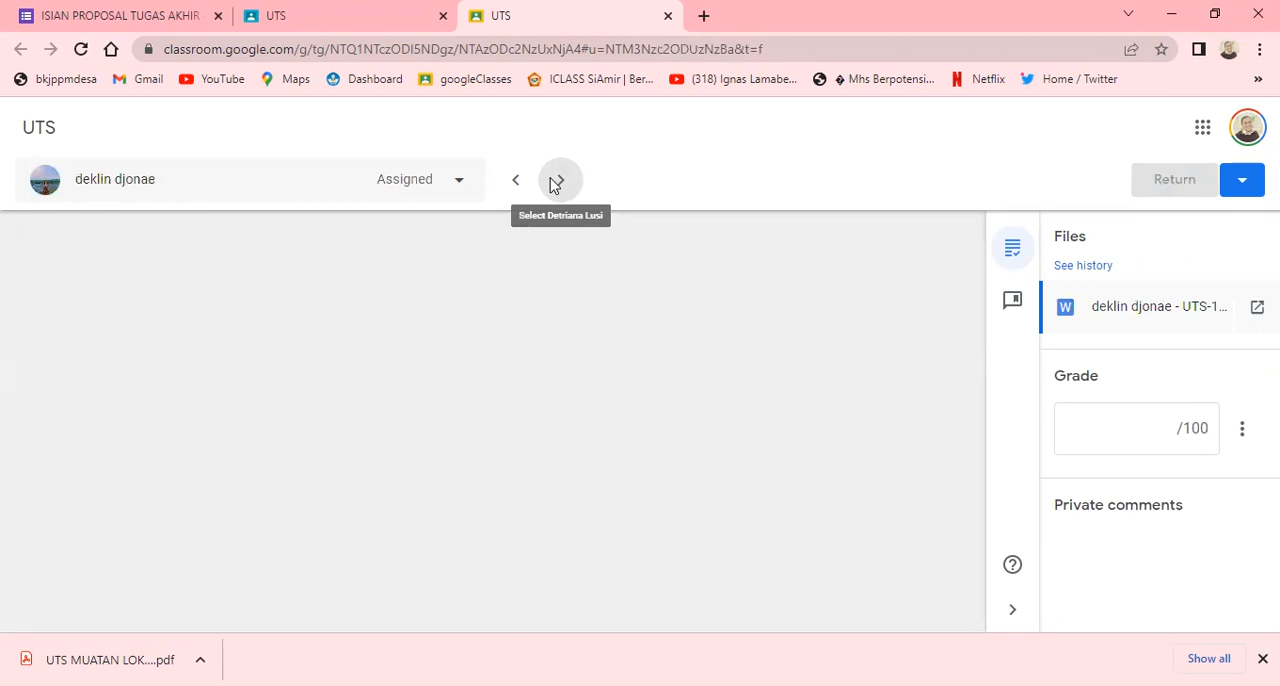 ISIAN PROPOSAL TUGAS AKHIR -
UTS
UTS
classroom.google.com/g/tg/NTQ1NTczODI5NDgz/NTAzODc2NzUxNjA4#u=NTM3Nzc2ODUzNzBa&t=f
bkjppmdesa
Gmail
YouTube
Maps
Dashboard
googleClasses
ICLASS SiAmir | Ber...
(318) Ignas Lamabe...
� Mhs Berpotensi...
Netflix
Home / Twitter
»
UTS
deklin djonae
Assigned
Return
Select Detriana Lusi
Files
See history
W
deklin djonae - UTS-1...
Grade
/100
Private comments
UTS MUATAN LOK....pdf
Show all